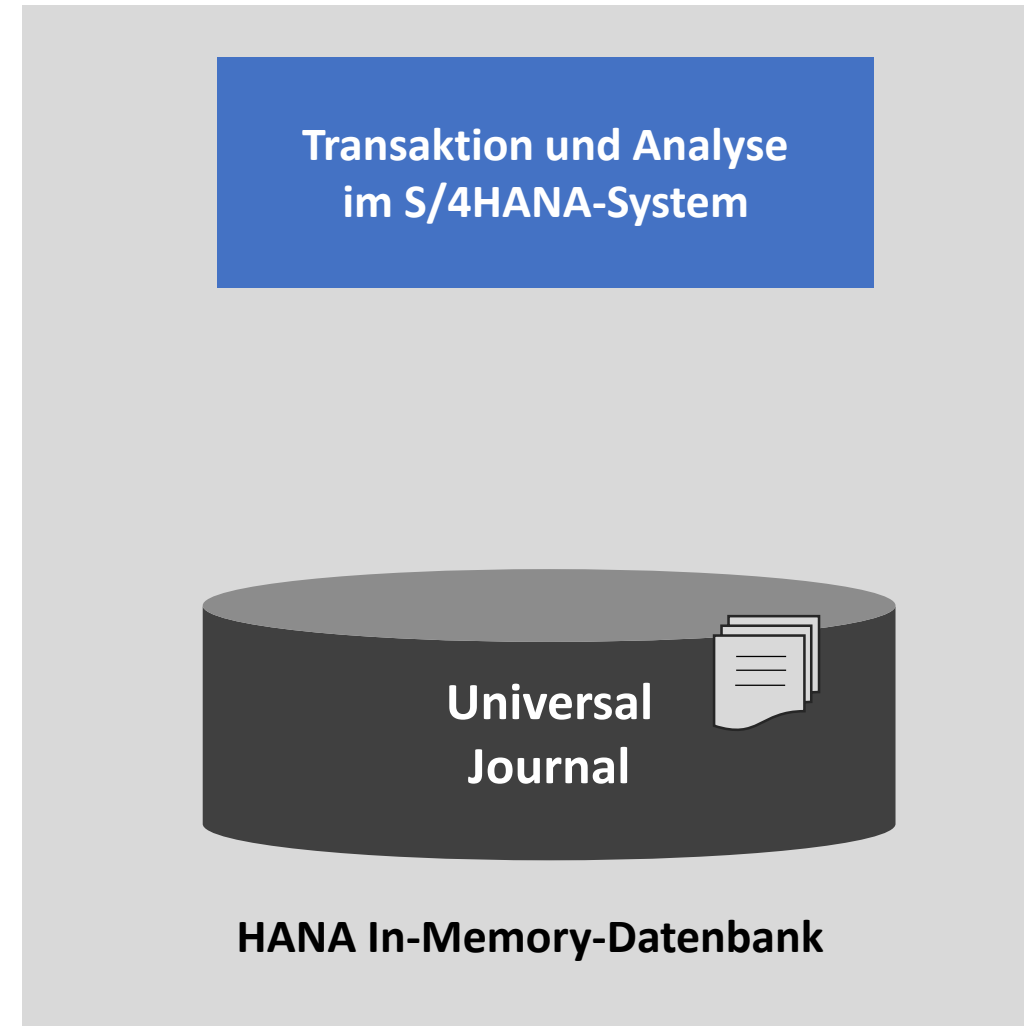 Transaktion und Analyse
im S/4HANA-System
Universal
Journal
HANA In-Memory-Datenbank